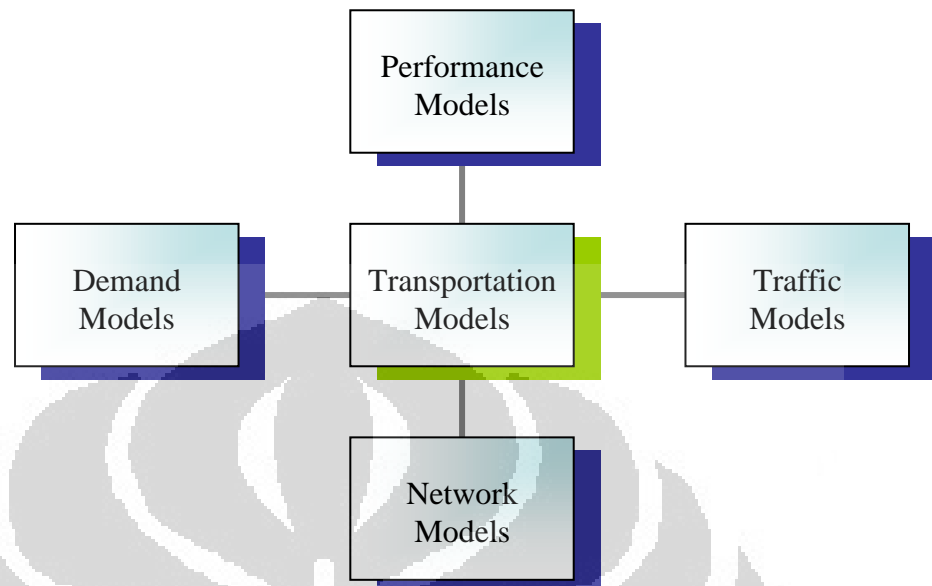 Performance
Models
Demand
Models
Transportation
Models
Traffic
Models
Network
Models